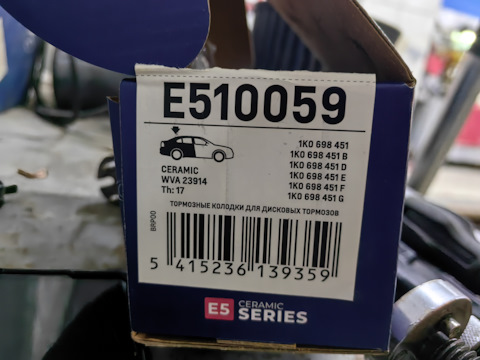 E510059
CERAMIC
WVA 23914
Th: 17
1K0 698 451
1K0 698 451 B
1K0 698 451 D
1K0 698 451 E
1K0 698 451 F
1K0 698 451 G
ТОРМОЗНЫЕ КОЛОДКИ ДЛЯ ДИСКОВЫХ ТОРМОЗОВ
BRP00
5 415236 139359
E5 CERAMIC
SERIES